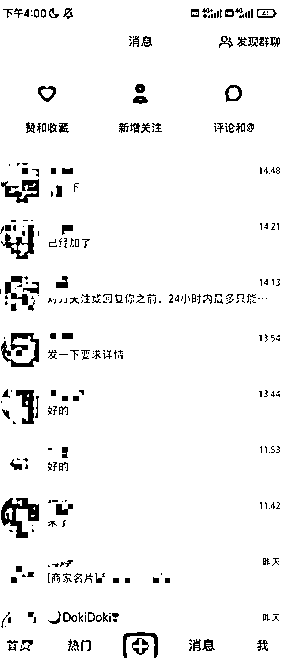 下午4:00
消息
发现群聊
赞和收藏
新增关注
评论和@
14:48
14:21
已经加了
14:13
对方关注或回复你之前，24小时内最多只能…
13:54
发一下要求详情
13:44
好的
11:53
好的
11:42
来了
昨天
[商家名片]
DokiDoki
昨天
首页
热门
消息
我